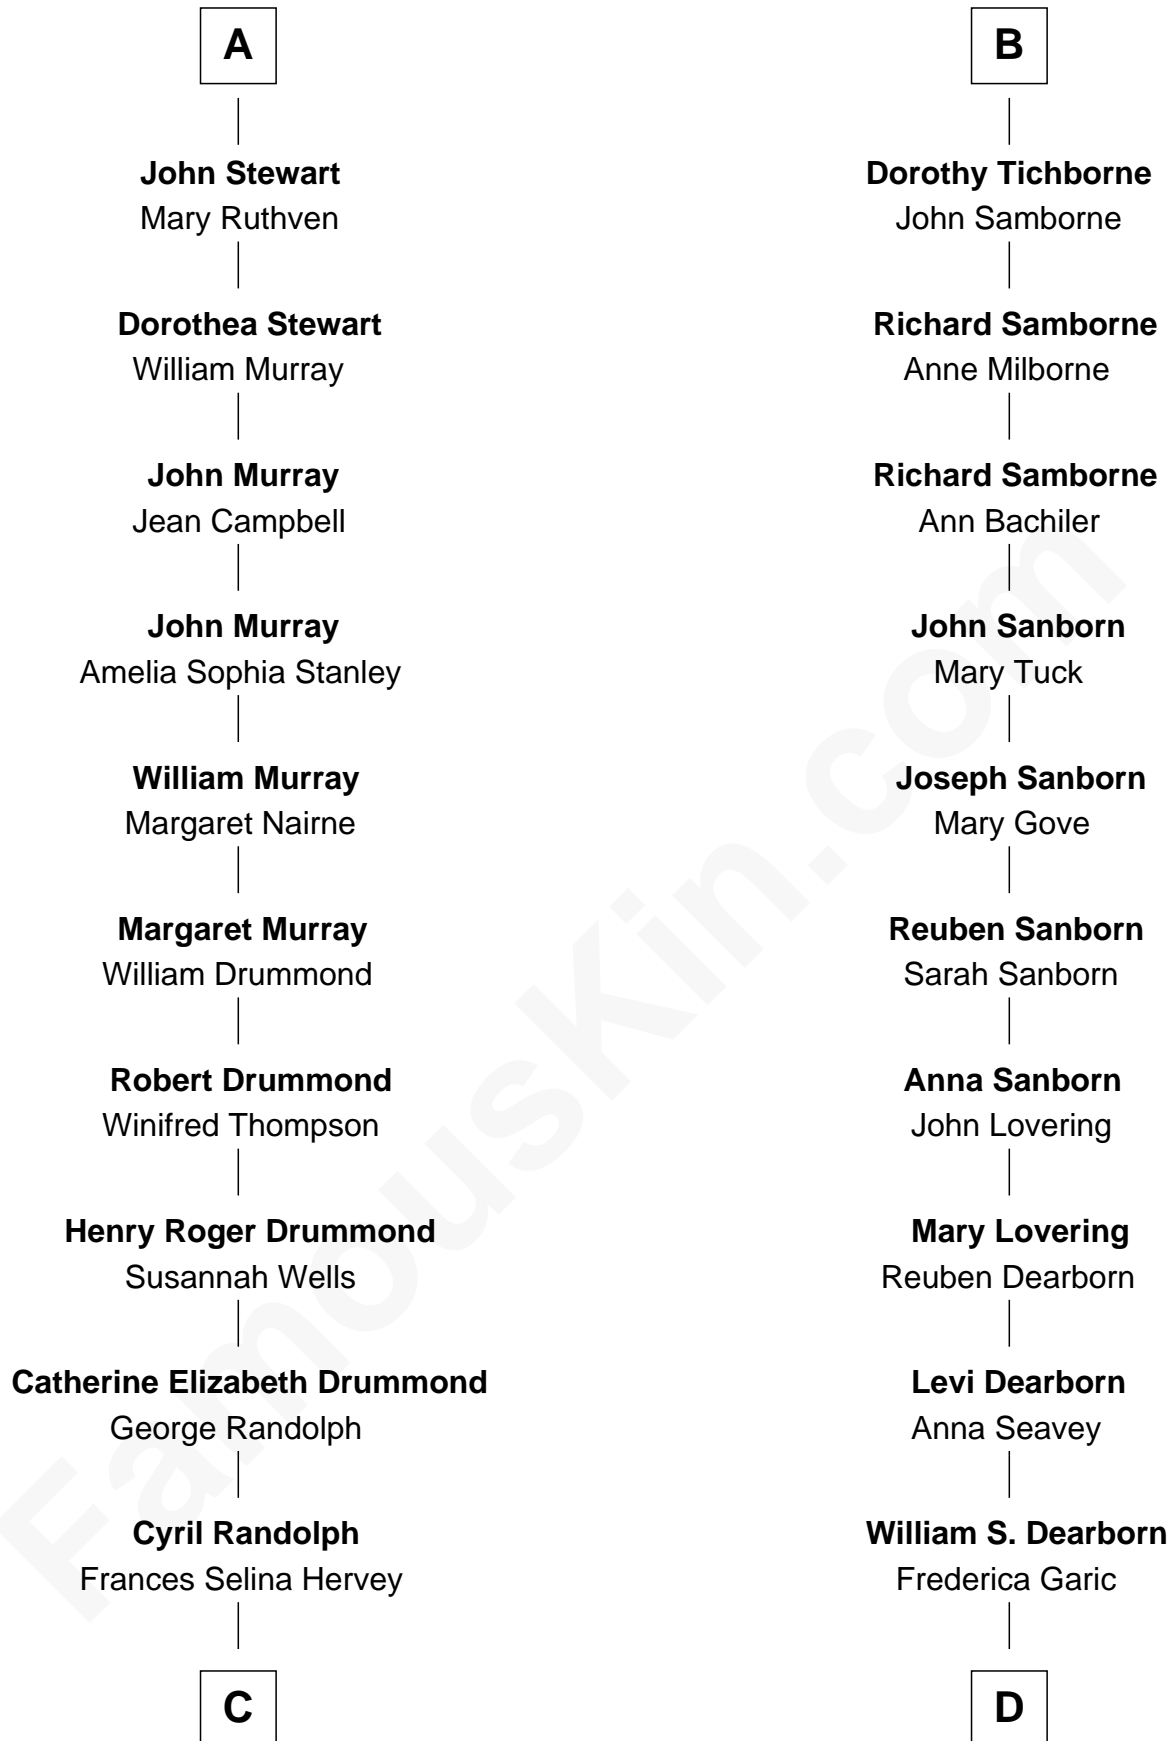 A
John Stewart
Mary Ruthven
Dorothea Stewart
William Murray
John Murray
Jean Campbell
John Murray
Amelia Sophia Stanley
William Murray
Margaret Nairne
Margaret Murray
William Drummond
Robert Drummond
Winifred Thompson
Henry Roger Drummond
Susannah Wells
Catherine Elizabeth Drummond
George Randolph
Cyril Randolph
Frances Selina Hervey
C
B
Dorothy Tichborne
John Samborne
Richard Samborne
Anne Milborne
Richard Samborne
Ann Bachiler
John Sanborn
Mary Tuck
Joseph Sanborn
Mary Gove
Reuben Sanborn
Sarah Sanborn
Anna Sanborn
John Lovering
Mary Lovering
Reuben Dearborn
Levi Dearborn
Anna Seavey
William S. Dearborn
Frederica Garic
D
FamousKin.com